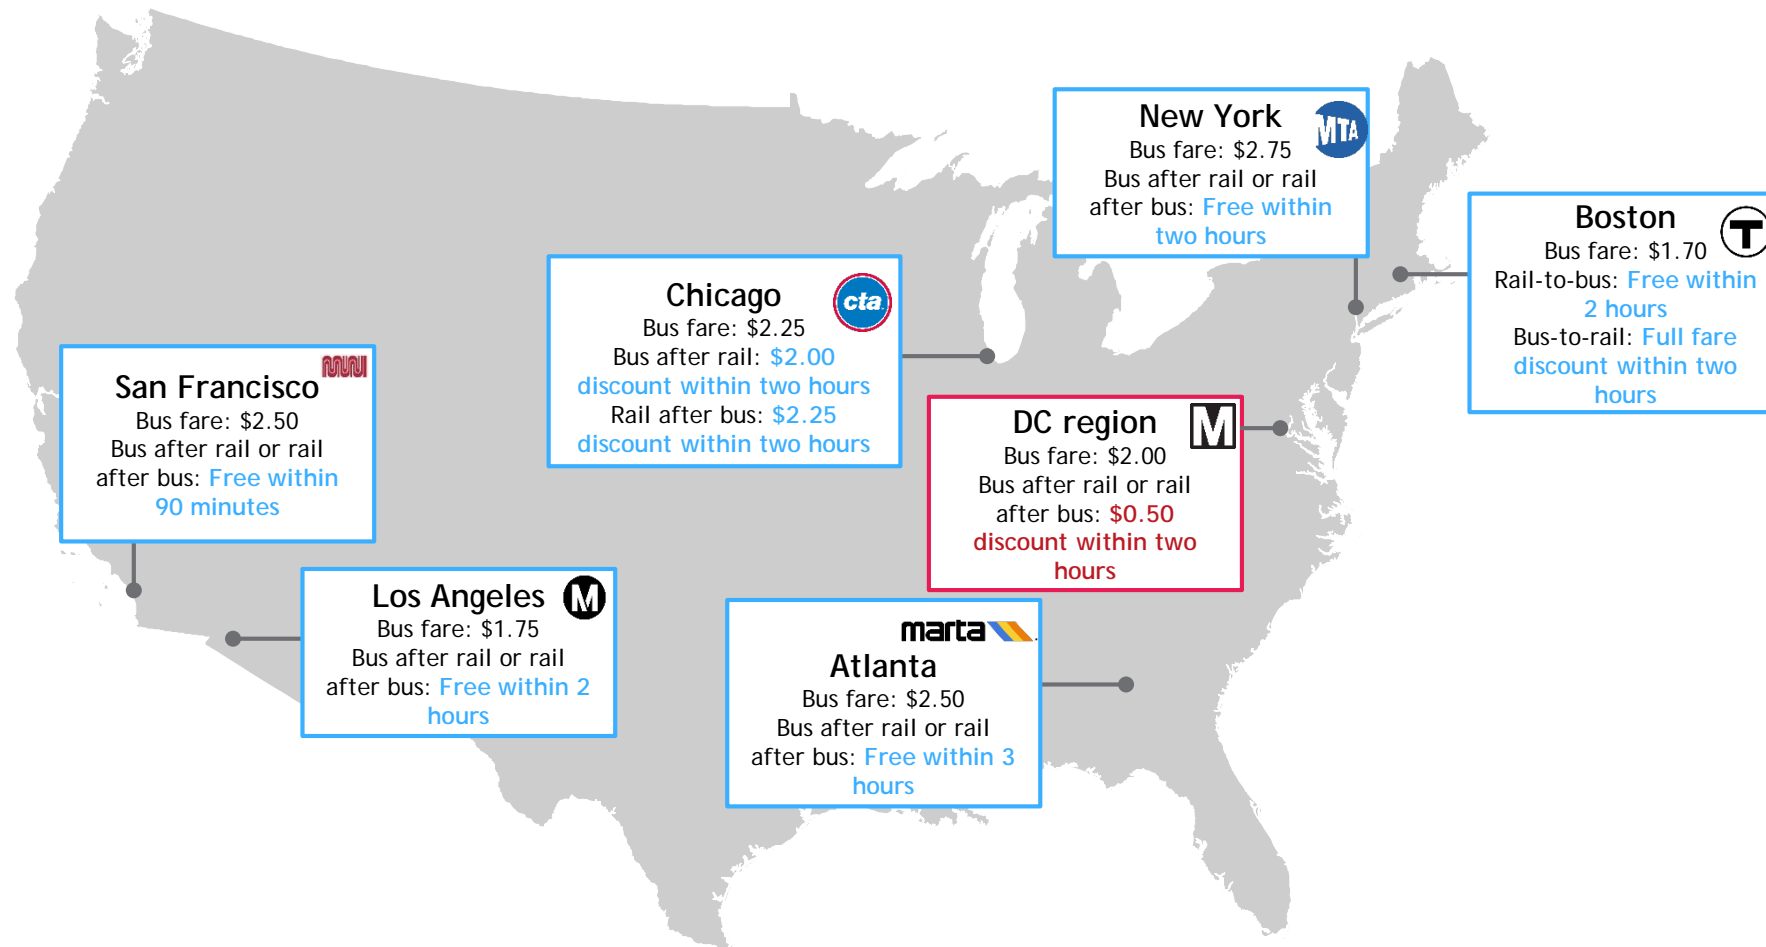 New York
MTA
Bus fare: $2.75
Bus after rail or rail
after bus: Free within
two hours
Boston
T
Bus fare: $1.70
Rail-to-bus: Free within
2 hours
Bus-to-rail: Full fare
discount within two
hours
Chicago
cta
Bus fare: $2.25
Bus after rail: $2.00
discount within two hours
Rail after bus: $2.25
discount within two hours
San Francisco
muni
Bus fare: $2.50
Bus after rail or rail
after bus: Free within
90 minutes
DC region
M
Bus fare: $2.00
Bus after rail or rail
after bus: $0.50
discount within two
hours
Los Angeles
M
Bus fare: $1.75
Bus after rail or rail
after bus: Free within 2
hours
marta
Atlanta
Bus fare: $2.50
Bus after rail or rail
after bus: Free within 3
hours